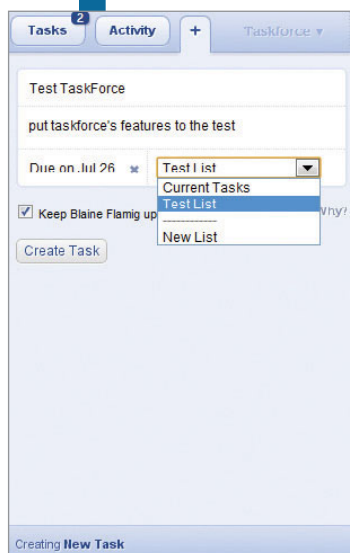 Tasks 2 Activity + Taskforce ▾
Test TaskForce
put taskforce's features to the test
Due on Jul 26 × Test List
Current Tasks
Test List
------------
New List
Keep Blaine Flamig up Why?
Create Task
Creating New Task